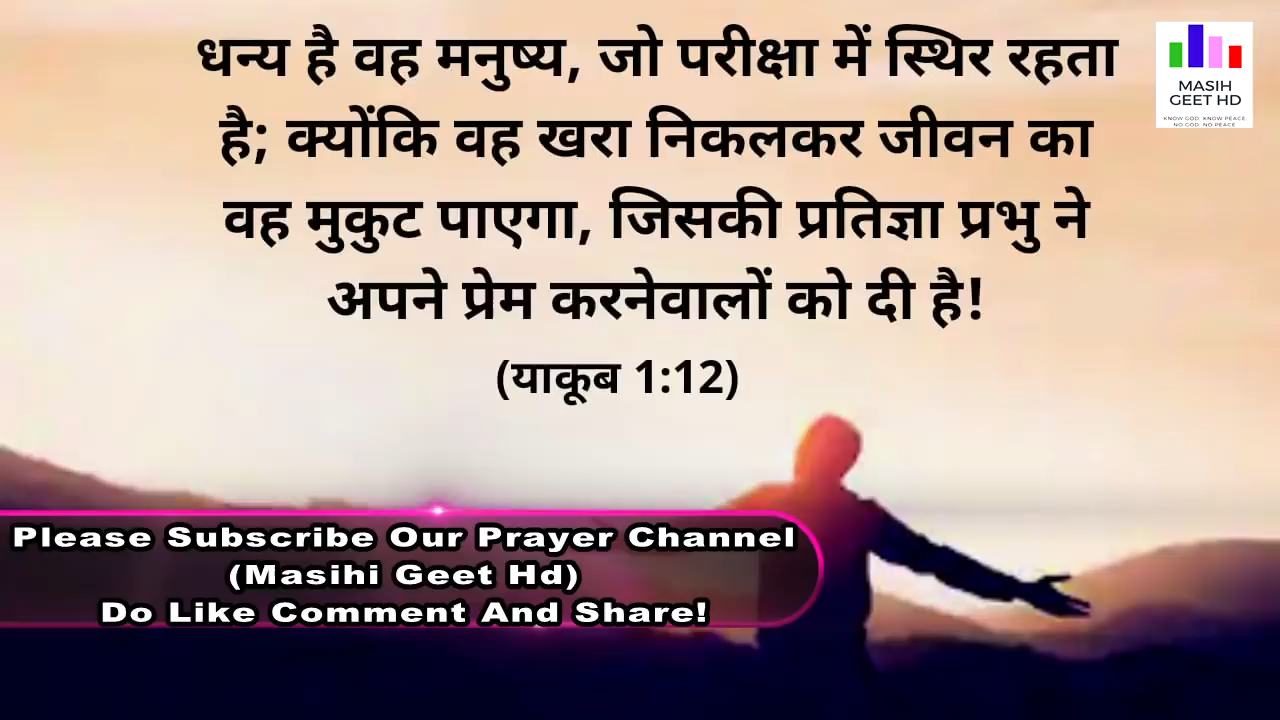 धन्य है वह मनुष्य, जो परीक्षा में स्थिर रहता
है; क्योंकि वह खरा निकलकर जीवन का
वह मुकुट पाएगा, जिसकी प्रतिज्ञा प्रभु ने
अपने प्रेम करनेवालों को दी है!
(याकूब 1:12)
MASIH
GEET HD
KNOW GOD. KNOW PEACE.
NO GOD. NO PEACE.
Please Subscribe Our Prayer Channel
(Masihi Geet Hd)
Do Like Comment And Share!